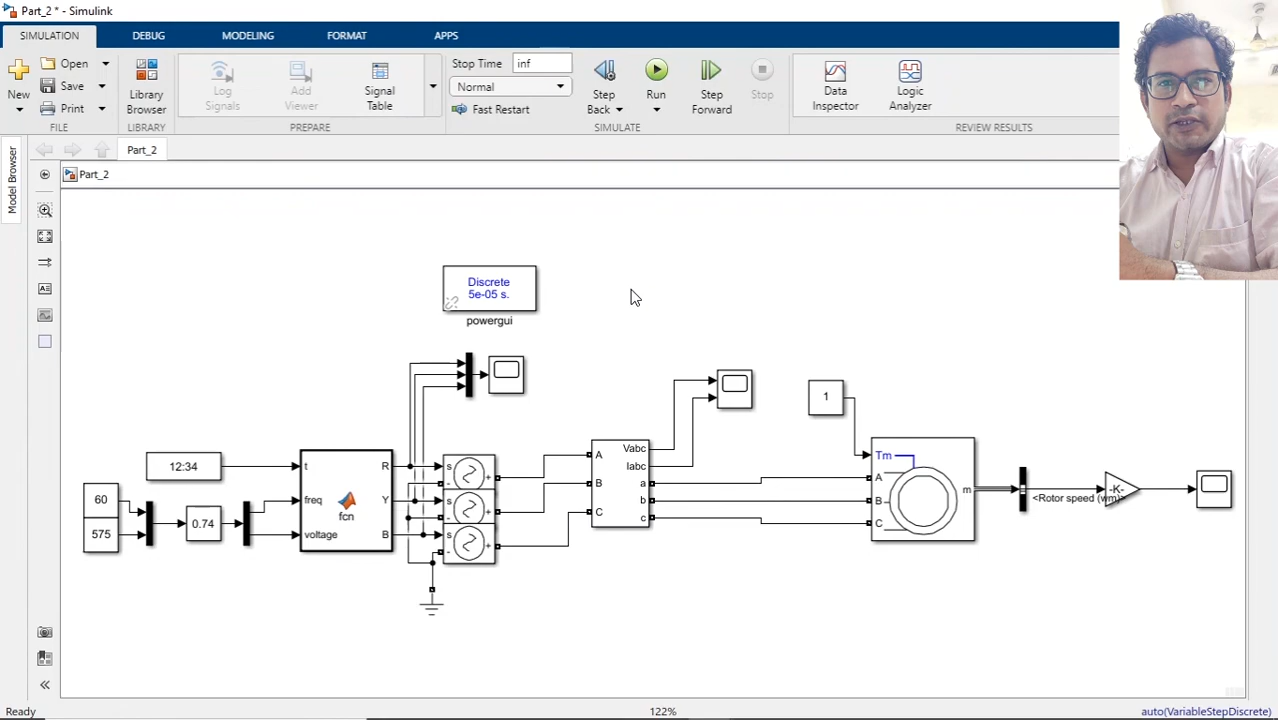 Part_2 * - Simulink
SIMULATION DEBUG MODELING FORMAT APPS
New
Open
Save
Print
FILE
Library
Browser
LIBRARY
Log
Signals
Add
Viewer
Signal
Table
PREPARE
Stop Time inf
Normal
Fast Restart
Step
Back
Run
Step
Forward
Stop
SIMULATE
Data
Inspector
Logic
Analyzer
REVIEW RESULTS
Model Browser
Part_2
Part_2
Discrete
5e-05 s.
powergui
12:34
60
575
0.74
t
freq
voltage
fcn
R
Y
B
s
-
+
s
-
+
s
-
+
A
B
C
Vabc
Iabc
a
b
c
1
Tm
A
B
C
m
<Rotor speed (wm)>
-K-
Ready
122%
auto(VariableStepDiscrete)